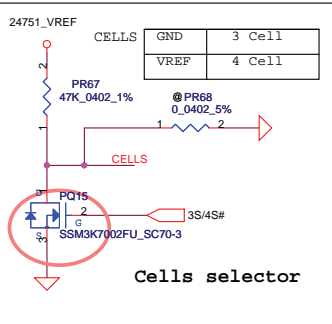 24751_VREF
CELLS GND 3 Cell
VREF 4 Cell
2
PR67
47K_0402_1%
1
@PR68
0_0402_5%
1 2
CELLS
1
D
PQ15
2
G
3S/4S#
S
3
SSM3K7002FU_SC70-3
Cells selector